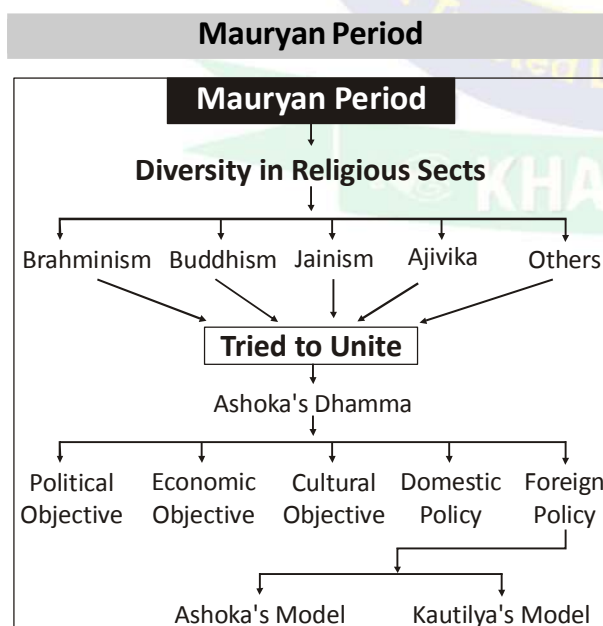 Mauryan Period
Mauryan Period
Diversity in Religious Sects
Brahminism Buddhism Jainism Ajivika Others
Tried to Unite
Ashoka's Dhamma
Political Economic Cultural Domestic Foreign
Objective Objective Objective Policy Policy
Ashoka's Model Kautilya's Model